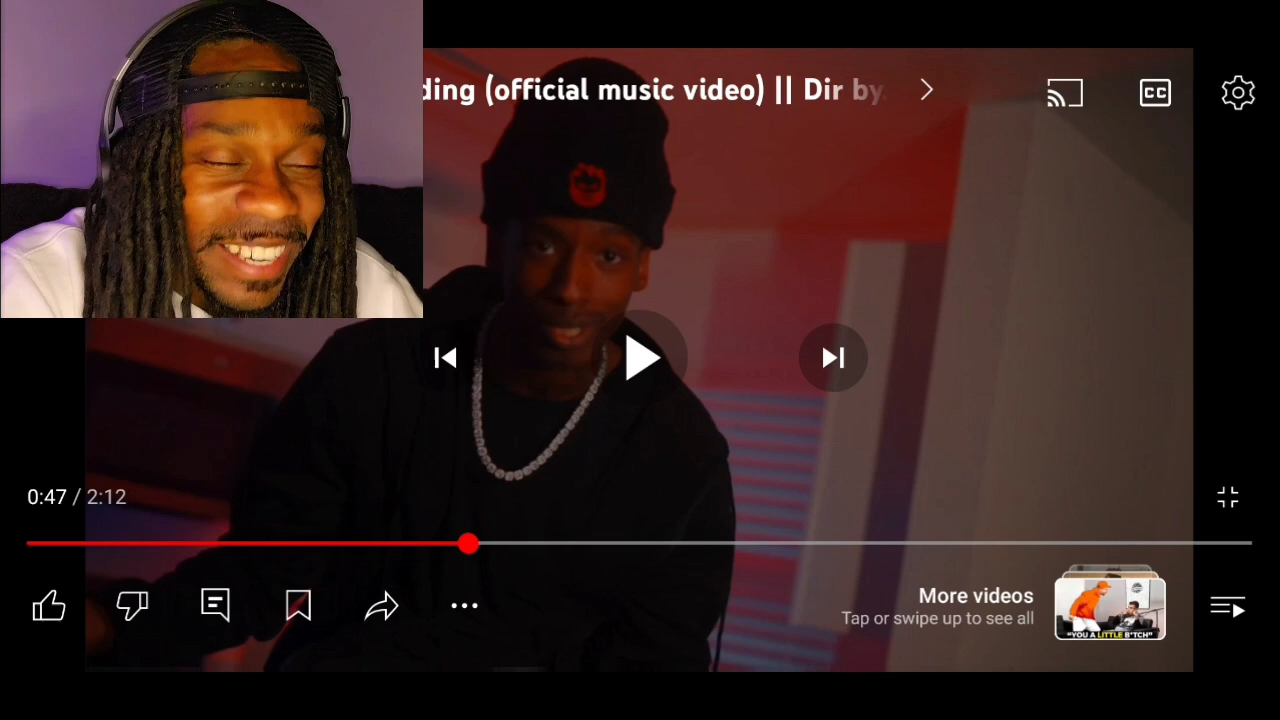 ding (official music video) || Dir by.
CC
0:47 / 2:12
More videos
Tap or swipe up to see all
"YOU A LITTLE B*TCH"